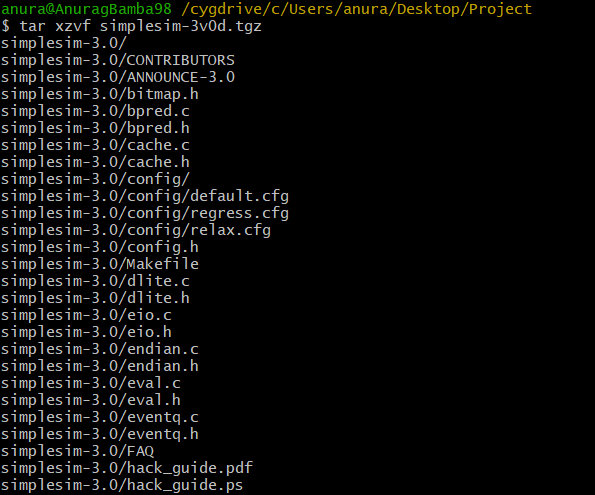 anura@AnuragBamba98 /cygdrive/c/Users/anura/Desktop/Project
$ tar xzvf simplesim-3v0d.tgz
simplesim-3.0/
simplesim-3.0/CONTRIBUTORS
simplesim-3.0/ANNOUNCE-3.0
simplesim-3.0/bitmap.h
simplesim-3.0/bpred.c
simplesim-3.0/bpred.h
simplesim-3.0/cache.c
simplesim-3.0/cache.h
simplesim-3.0/config/
simplesim-3.0/config/default.cfg
simplesim-3.0/config/regress.cfg
simplesim-3.0/config/relax.cfg
simplesim-3.0/config.h
simplesim-3.0/Makefile
simplesim-3.0/dlite.c
simplesim-3.0/dlite.h
simplesim-3.0/eio.c
simplesim-3.0/eio.h
simplesim-3.0/endian.c
simplesim-3.0/endian.h
simplesim-3.0/eval.c
simplesim-3.0/eval.h
simplesim-3.0/eventq.c
simplesim-3.0/eventq.h
simplesim-3.0/FAQ
simplesim-3.0/hack_guide.pdf
simplesim-3.0/hack_guide.ps